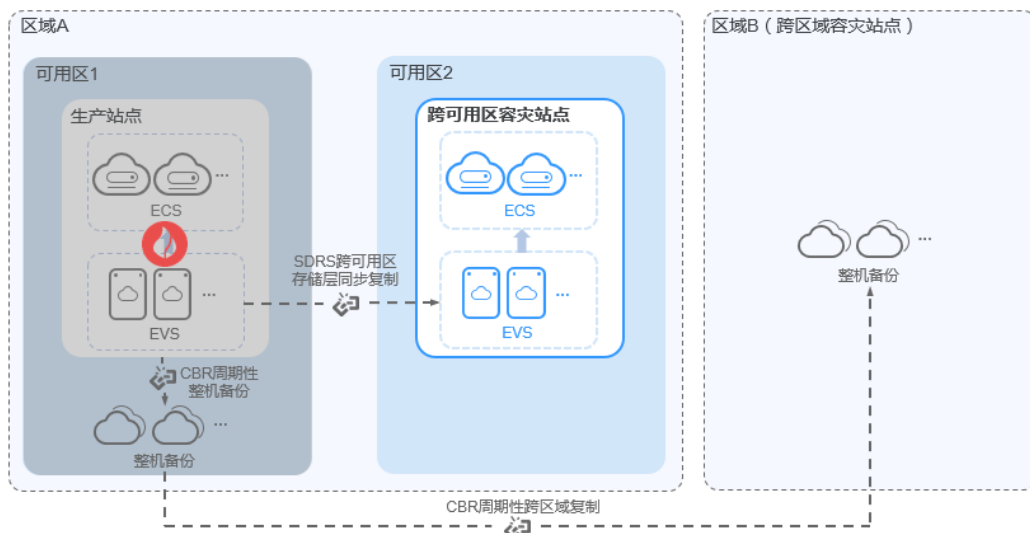 区域A
区域B（跨区域容灾站点）
可用区1
可用区2
生产站点
跨可用区容灾站点
...
ECS
...
ECS
SDRS跨可用区
存储层同步复制
...
EVS
...
EVS
...
整机备份
CBR周期性
整机备份
...
整机备份
CBR周期性跨区域复制